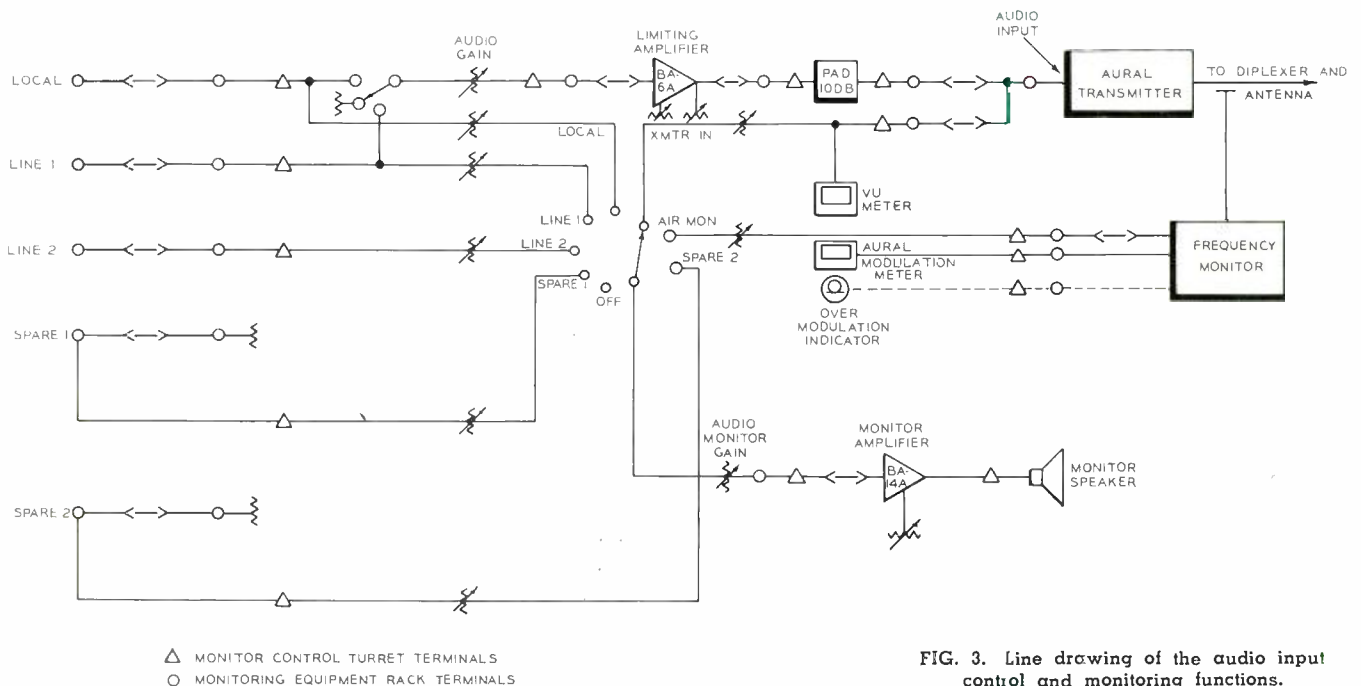 AUDIO
INPUT
LIMITING
AMPLIFIER
AUDIO
GAIN
LOCAL
BA-
6A
PAD
10DB
AURAL
TRANSMITTER
TO DIPLEXER AND
ANTENNA
LOCAL
XMTR IN
LINE 1
VU
METER
LINE 1
AIR MON
LINE 2
LINE 2
AURAL
MODULATION
METER
FREQUENCY
MONITOR
SPARE 2
SPARE 1
OFF
OVER
MODULATION
INDICATOR
SPARE 1
AUDIO
MONITOR
GAIN
MONITOR
AMPLIFIER
BA-
14A
MONITOR
SPEAKER
SPARE 2
△ MONITOR CONTROL TURRET TERMINALS
○ MONITORING EQUIPMENT RACK TERMINALS
FIG. 3. Line drawing of the audio input
control and monitoring functions.